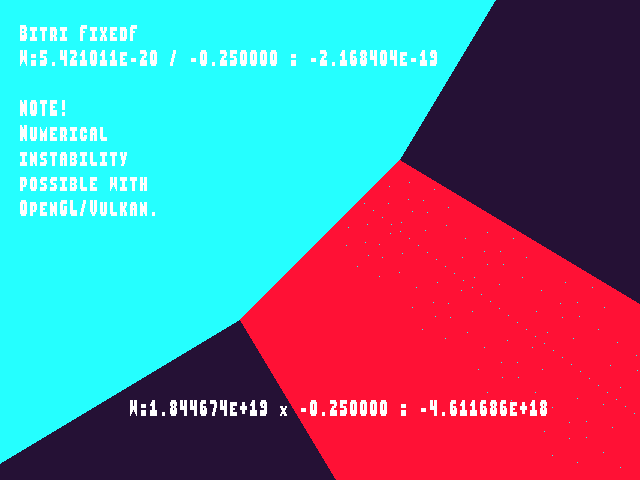 Bitri fixedf
W:5.421011E-20 / -0.250000 : -2.168404E-19
NOTE!
Numerical
instability
possible with
OpenGL/Vulkan.
W:1.844674E+19 x -0.250000 : -4.611686E+18